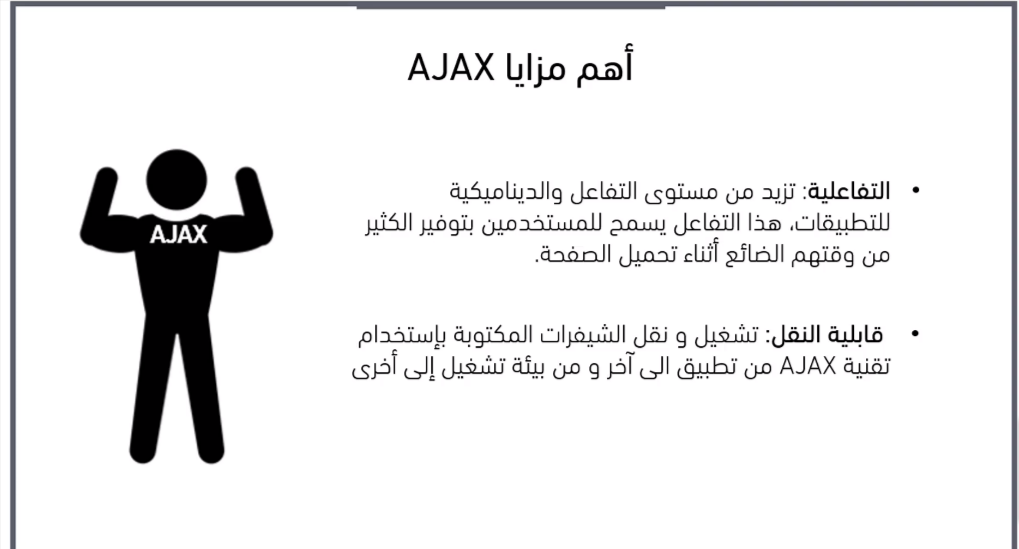 أهم مزايا AJAX
AJAX
• التفاعلية: تزيد من مستوى التفاعل والديناميكية
للتطبيقات، هذا التفاعل يسمح للمستخدمين بتوفير الكثير
من وقتهم الضائع أثناء تحميل الصفحة.
• قابلية النقل: تشغيل و نقل الشيفرات المكتوبة بإستخدام
تقنية AJAX من تطبيق الى آخر و من بيئة تشغيل إلى أخرى